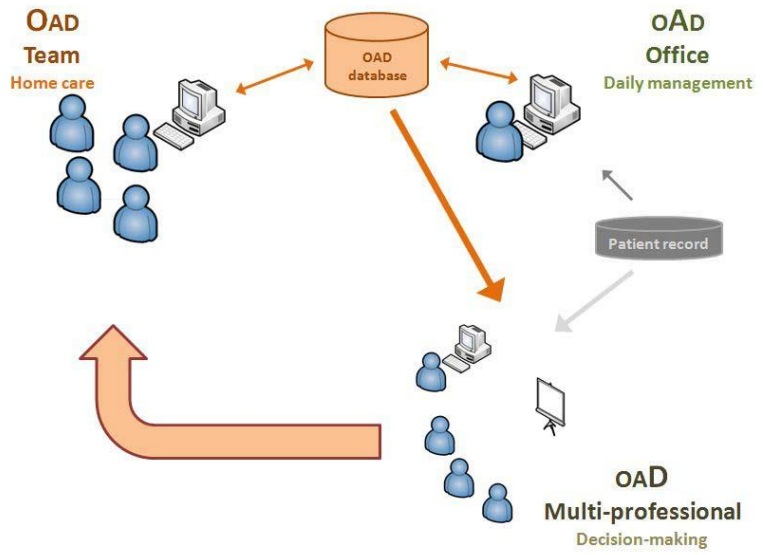 OAD
Team
Home care
OAD
database
OAD
Office
Daily management
Patient record
OAD
Multi-professional
Decision-making